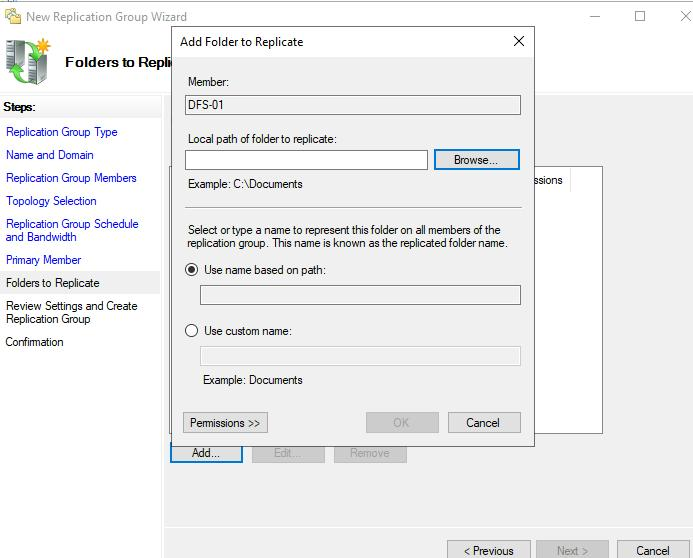 New Replication Group Wizard
Folders to Repli
Steps:
Replication Group Type
Name and Domain
Replication Group Members
Topology Selection
Replication Group Schedule
and Bandwidth
Primary Member
Folders to Replicate
Review Settings and Create
Replication Group
Confirmation
Add Folder to Replicate
Member:
DFS-01
Local path of folder to replicate:
Browse...
Example: C:\Documents
Select or type a name to represent this folder on all members of the
replication group. This name is known as the replicated folder name.
Use name based on path:
Use custom name:
Example: Documents
Permissions >>
OK
Cancel
ssions
Add...
Edit...
Remove
< Previous
Next >
Cancel